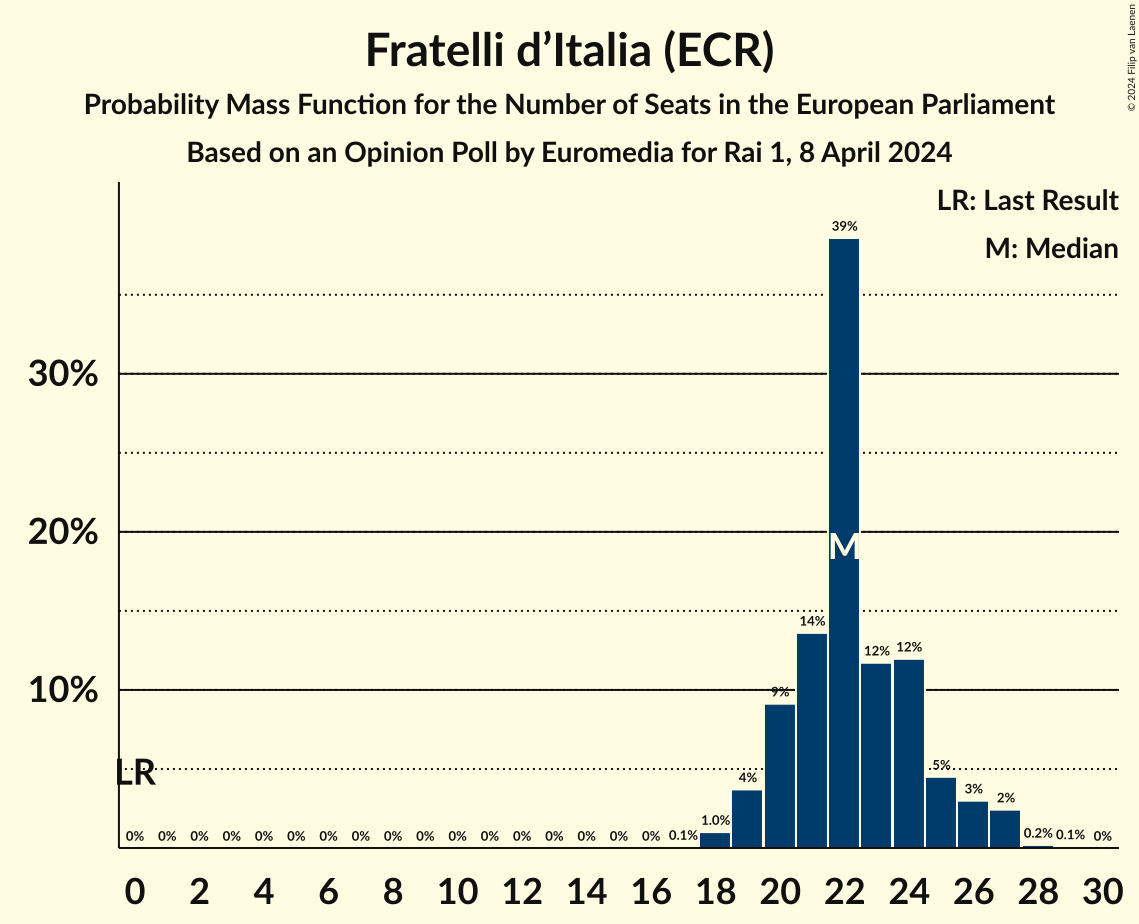 Fratelli d’Italia (ECR)
Probability Mass Function for the Number of Seats in the European Parliament
Based on an Opinion Poll by Euromedia for Rai 1, 8 April 2024
© 2024 Filip van Laenen
LR: Last Result
M: Median
39%
30%
20%
M
14%
12%
12%
10%
9%
LR
5%
4%
3%
2%
0% 0% 0% 0% 0% 0% 0% 0% 0% 0% 0% 0% 0% 0% 0% 0% 0% 0.1% 1.0% 0.2% 0.1% 0%
0 2 4 6 8 10 12 14 16 18 20 22 24 26 28 30